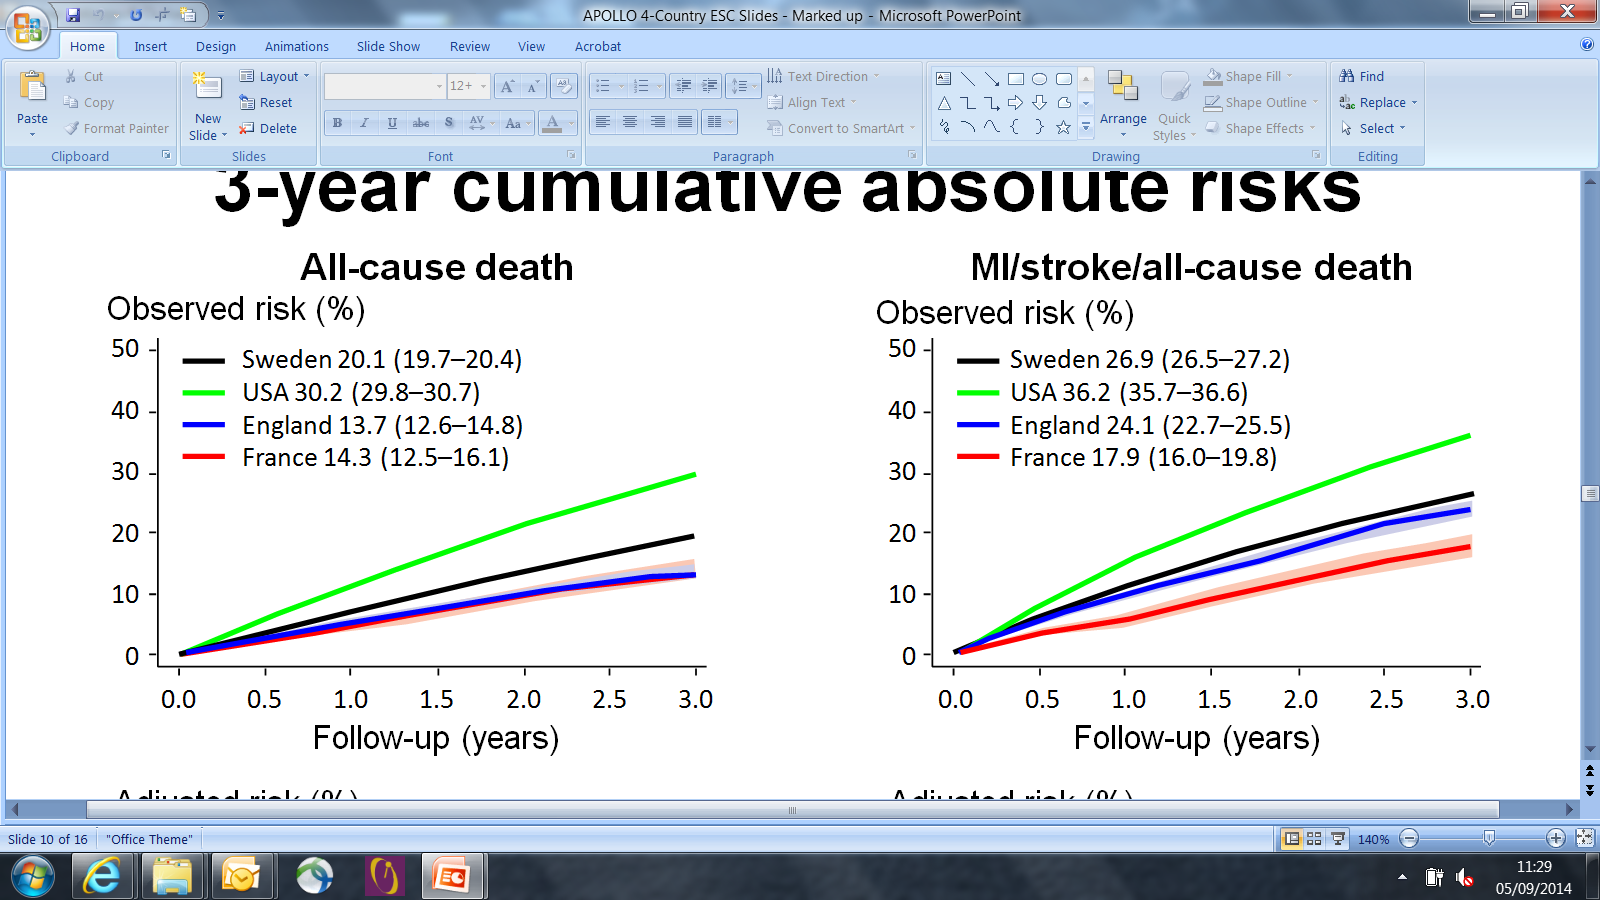 APOLLO 4-Country ESC Slides - Marked up - Microsoft PowerPoint
Home Insert Design Animations Slide Show Review View Acrobat
Paste
Cut
Copy
Format Painter
Clipboard
New Slide
Layout
Reset
Delete
Slides
12+
B I U abc S AV Aa A
Font
Paragraph
Text Direction
Align Text
Convert to SmartArt
Arrange
Quick Styles
Shape Fill
Shape Outline
Shape Effects
Drawing
Find
Replace
Select
Editing
3-year cumulative absolute risks
All-cause death
Observed risk (%)
50
40
30
20
10
0
Sweden 20.1 (19.7–20.4)
USA 30.2 (29.8–30.7)
England 13.7 (12.6–14.8)
France 14.3 (12.5–16.1)
0.0 0.5 1.0 1.5 2.0 2.5 3.0
Follow-up (years)
Adjusted risk (%)
MI/stroke/all-cause death
Observed risk (%)
50
40
30
20
10
0
Sweden 26.9 (26.5–27.2)
USA 36.2 (35.7–36.6)
England 24.1 (22.7–25.5)
France 17.9 (16.0–19.8)
0.0 0.5 1.0 1.5 2.0 2.5 3.0
Follow-up (years)
Adjusted risk (%)
Slide 10 of 16 "Office Theme" 140%
11:29
05/09/2014